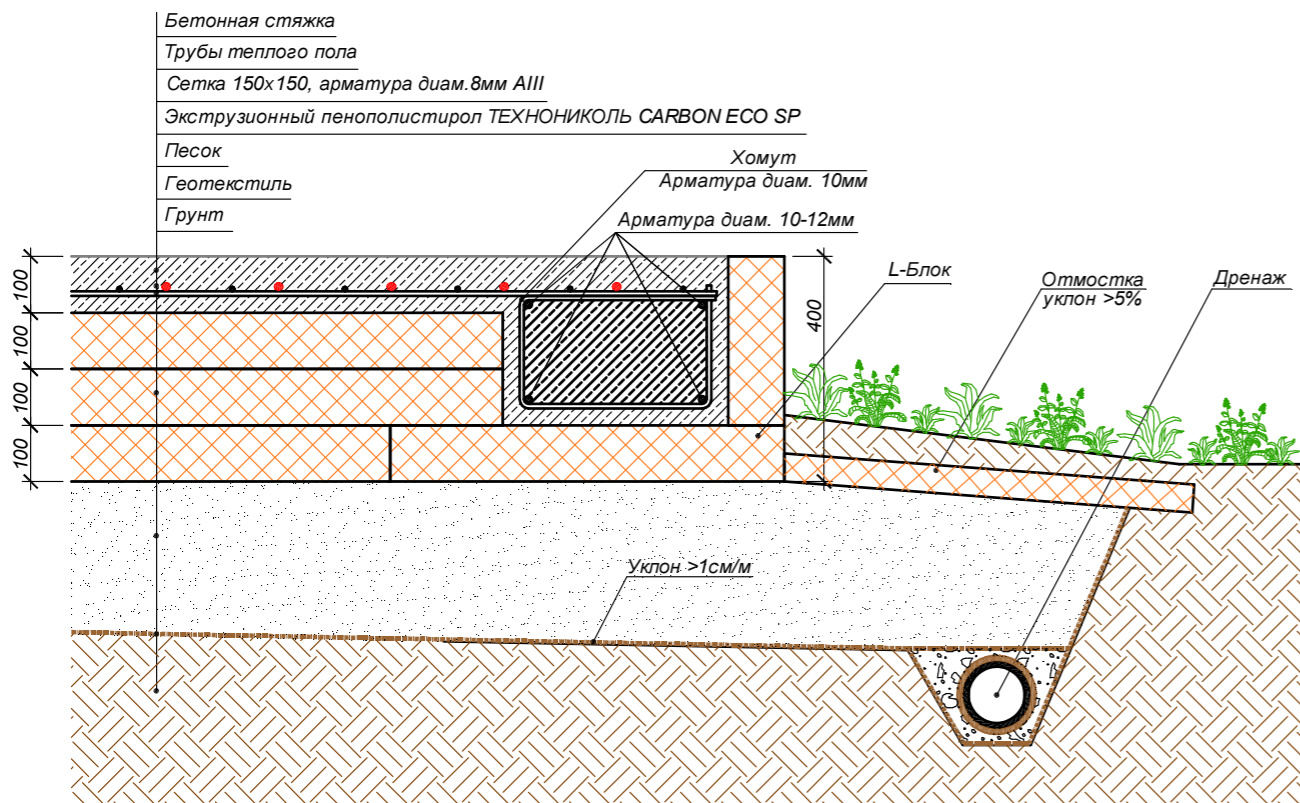 Бетонная стяжка
Трубы теплого пола
Сетка 150х150, арматура диам.8мм АIII
Экструзионный пенополистирол ТЕХНОНИКОЛЬ CARBON ECO SP
Песок
Геотекстиль
Грунт
Хомут
Арматура диам. 10мм
Арматура диам. 10-12мм
L-Блок
Отмостка
уклон >5%
Дренаж
100
100
100
100
400
Уклон >1см/м